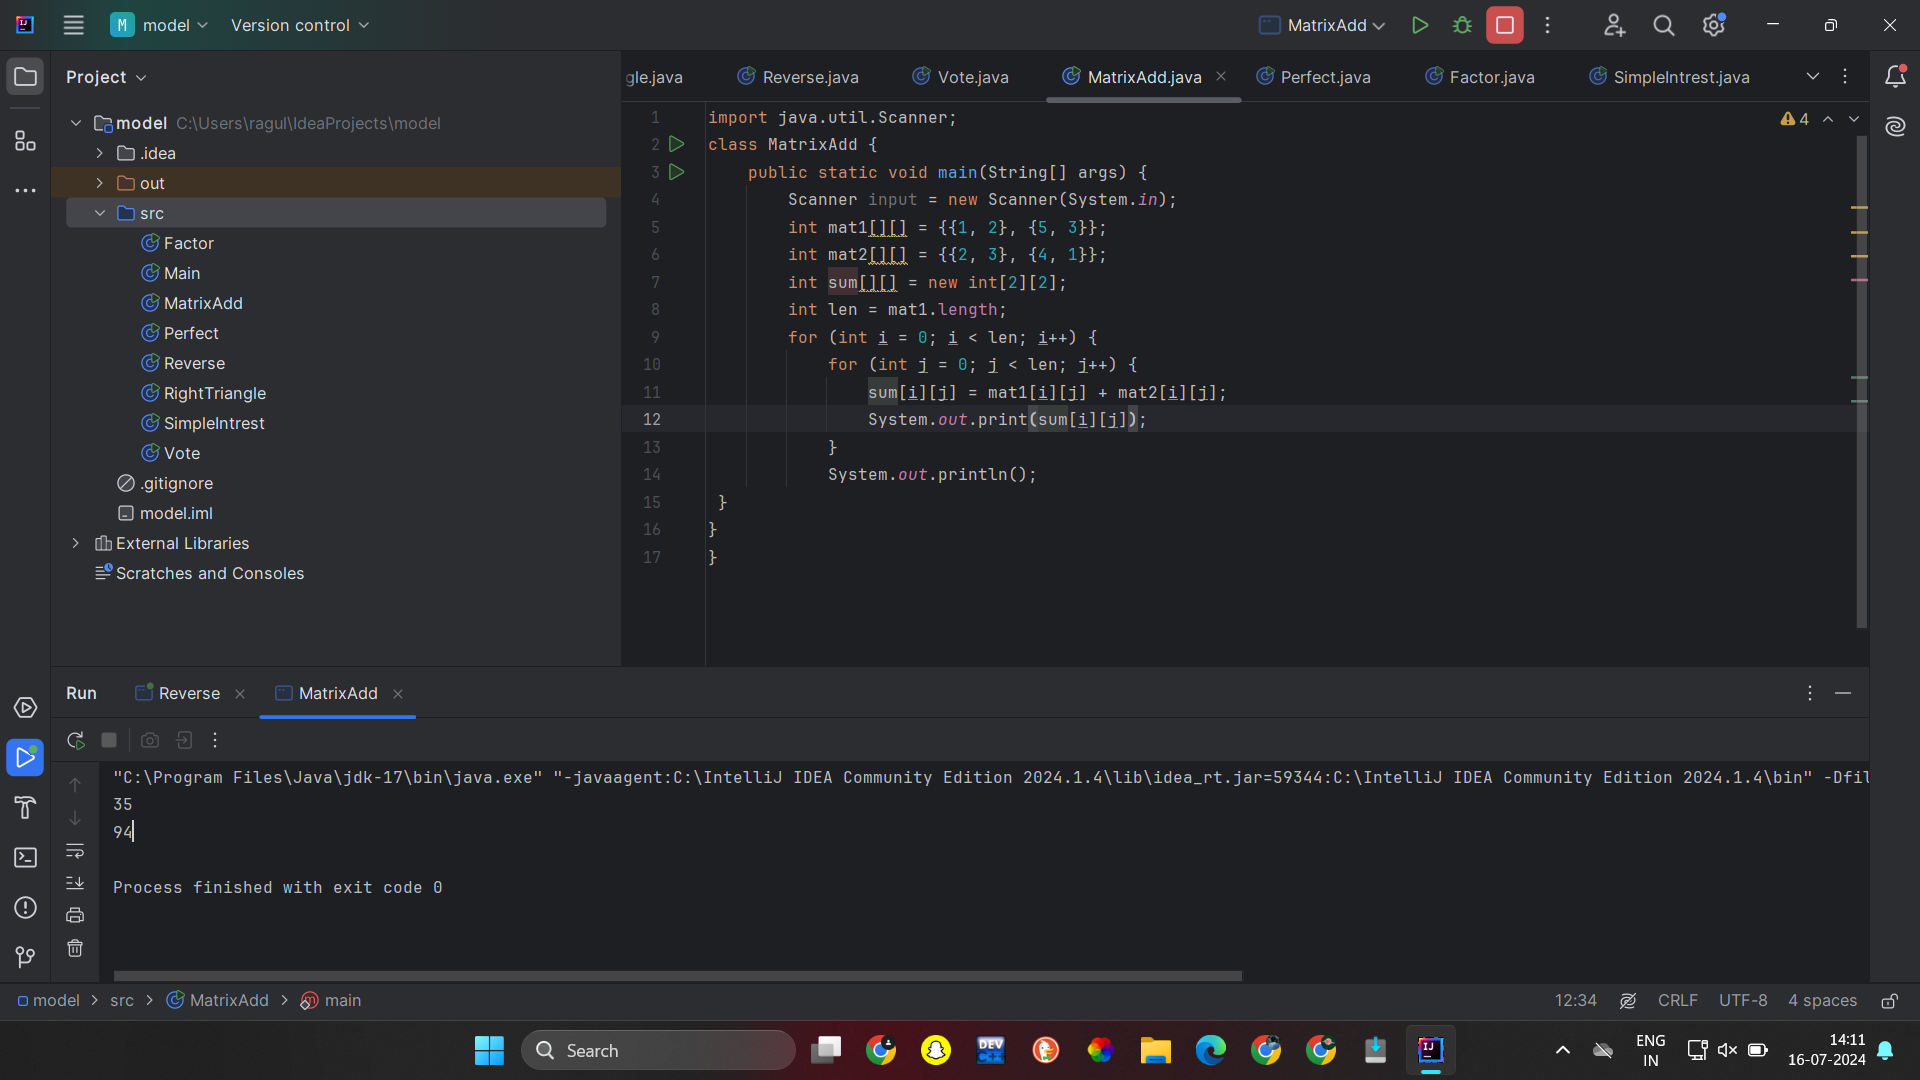 M model Version control MatrixAdd
Project
gle.java Reverse.java Vote.java MatrixAdd.java Perfect.java Factor.java SimpleIntrest.java
model C:\Users\ragul\IdeaProjects\model
.idea
out
src
Factor
Main
MatrixAdd
Perfect
Reverse
RightTriangle
SimpleIntrest
Vote
.gitignore
model.iml
External Libraries
Scratches and Consoles
4
1 import java.util.Scanner;
2 class MatrixAdd {
3 public static void main(String[] args) {
4 Scanner input = new Scanner(System.in);
5 int mat1[][] = {{1, 2}, {5, 3}};
6 int mat2[][] = {{2, 3}, {4, 1}};
7 int sum[][] = new int[2][2];
8 int len = mat1.length;
9 for (int i = 0; i < len; i++) {
10 for (int j = 0; j < len; j++) {
11 sum[i][j] = mat1[i][j] + mat2[i][j];
12 System.out.print(sum[i][j]);
13 }
14 System.out.println();
15 }
16 }
17 }
Run Reverse MatrixAdd
"C:\Program Files\Java\jdk-17\bin\java.exe" "-javaagent:C:\IntelliJ IDEA Community Edition 2024.1.4\lib\idea_rt.jar=59344:C:\IntelliJ IDEA Community Edition 2024.1.4\bin" -Dfil
35
94
Process finished with exit code 0
model > src > MatrixAdd > main 12:34 CRLF UTF-8 4 spaces
Search
DEV C++
IJ
ENG
IN
14:11
16-07-2024